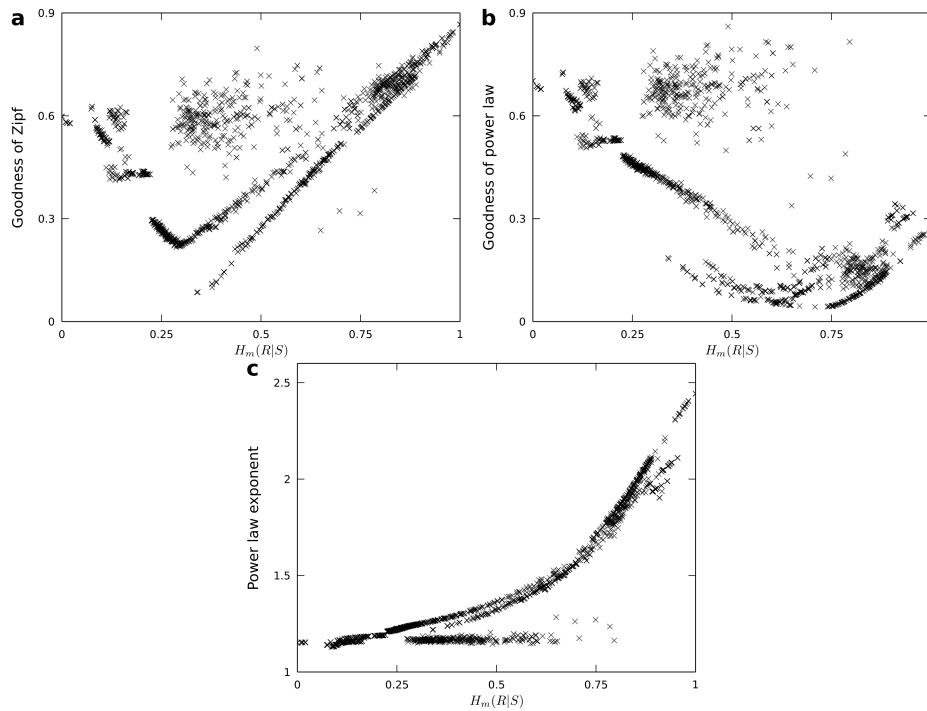 a
0.9
0.6
0.3
0
Goodness of Zipf
0 0.25 0.5 0.75 1
H_m(R|S)
b
0.9
0.6
0.3
0
Goodness of power law
0 0.25 0.5 0.75
H_m(R|S)
c
2.5
2
1.5
1
Power law exponent
0 0.25 0.5 0.75 1
H_m(R|S)